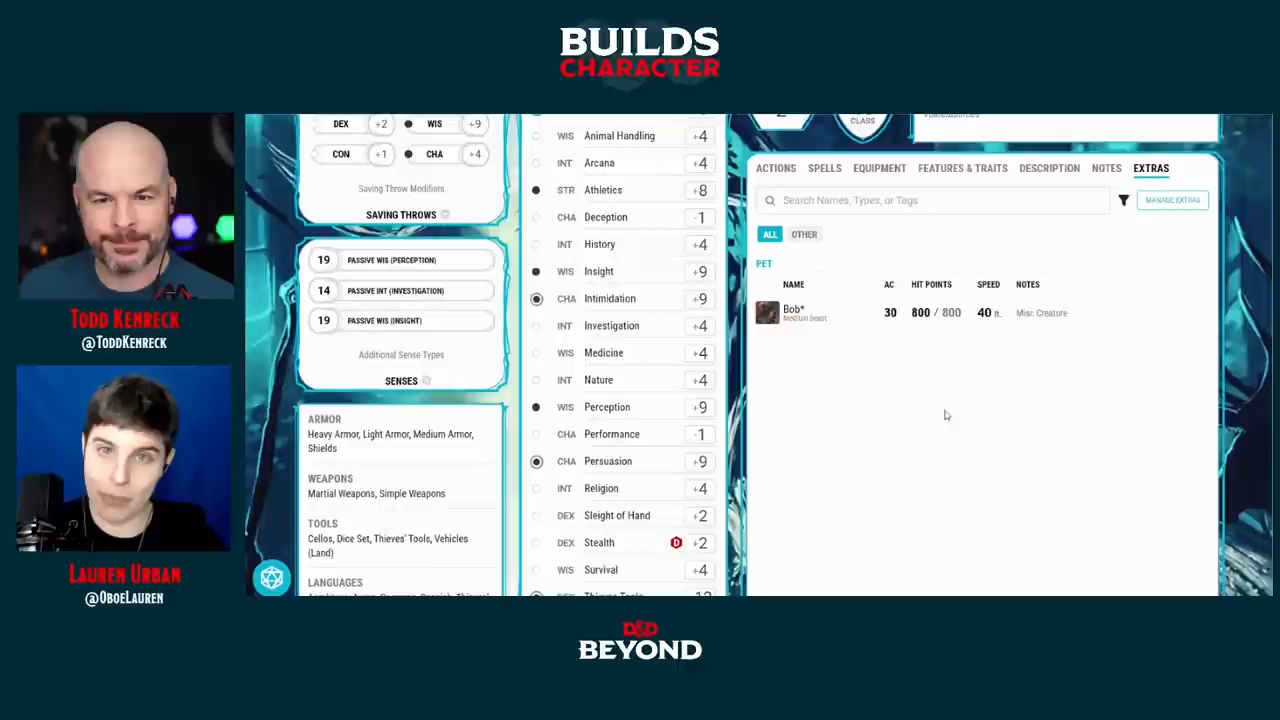 BUILDS
CHARACTER
TODD KENRECK
@TODDKENRECK
LAUREN URBAN
@OBOELAUREN
DEX +2 WIS +9
CON +1 CHA +4
Saving Throw Modifiers
SAVING THROWS
19 PASSIVE WIS (PERCEPTION)
14 PASSIVE INT (INVESTIGATION)
19 PASSIVE WIS (INSIGHT)
Additional Sense Types
SENSES
ARMOR
Heavy Armor, Light Armor, Medium Armor,
Shields
WEAPONS
Martial Weapons, Simple Weapons
TOOLS
Cellos, Dice Set, Thieves' Tools, Vehicles
(Land)
LANGUAGES
WIS Animal Handling +4
INT Arcana +4
STR Athletics +8
CHA Deception -1
INT History +4
WIS Insight +9
CHA Intimidation +9
INT Investigation +4
WIS Medicine +4
INT Nature +4
WIS Perception +9
CHA Performance -1
CHA Persuasion +9
INT Religion +4
DEX Sleight of Hand +2
DEX Stealth D +2
WIS Survival +4
CLASS
ACTIONS SPELLS EQUIPMENT FEATURES & TRAITS DESCRIPTION NOTES EXTRAS
Search Names, Types, or Tags
MANAGE EXTRAS
ALL OTHER
PET
NAME AC HIT POINTS SPEED NOTES
Bob* 30 800 / 800 40 ft. Misc Creature
Medium Beast
D&D
BEYOND